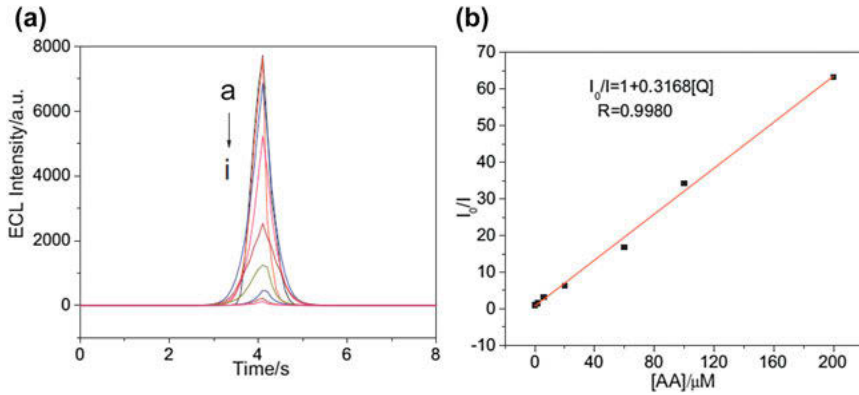 (a)
8000
6000
4000
2000
0
ECL Intensity/a.u.
a
i
0 2 4 6 8
Time/s
(b)
70
60
50
40
30
20
10
0
-10
I₀/I
I₀/I=1+0.3168[Q]
R=0.9980
0 40 80 120 160 200
[AA]/μM